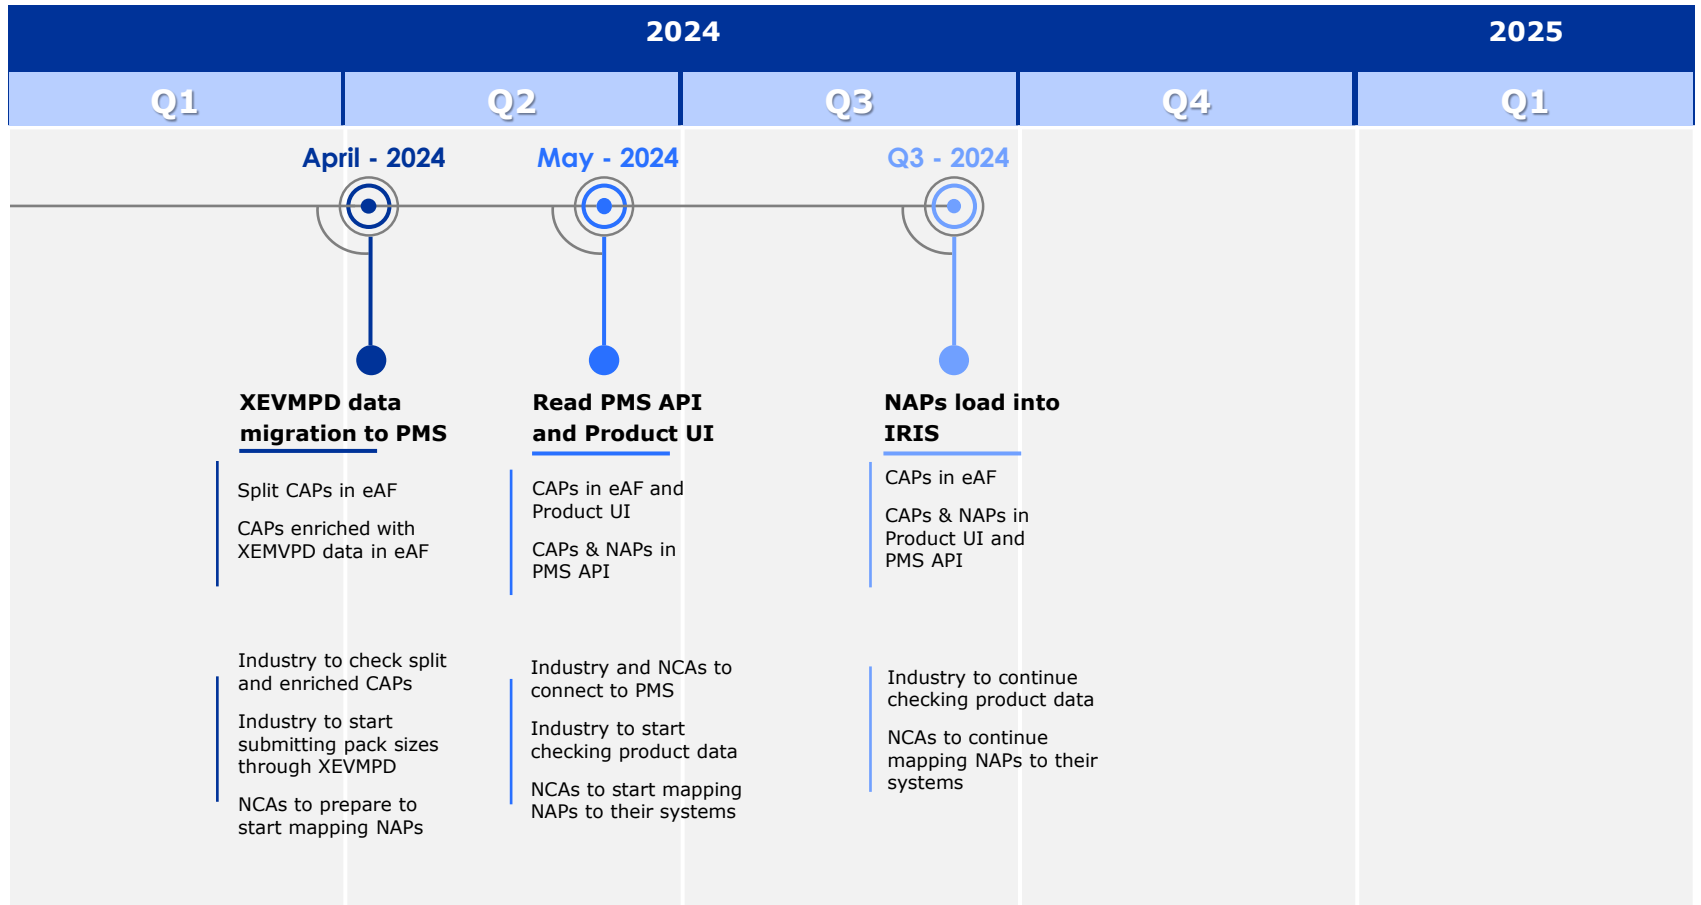 2024
2025
Q1
Q2
Q3
Q4
Q1
April - 2024
May - 2024
Q3 - 2024
XEVMPD data
migration to PMS
Split CAPs in eAF
CAPs enriched with
XEMVPD data in eAF
Industry to check split
and enriched CAPs
Industry to start
submitting pack sizes
through XEVMPD
NCAs to prepare to
start mapping NAPs
Read PMS API
and Product UI
CAPs in eAF and
Product UI
CAPs & NAPs in
PMS API
Industry and NCAs to
connect to PMS
Industry to start
checking product data
NCAs to start mapping
NAPs to their systems
NAPs load into
IRIS
CAPs in eAF
CAPs & NAPs in
Product UI and
PMS API
Industry to continue
checking product data
NCAs to continue
mapping NAPs to their
systems